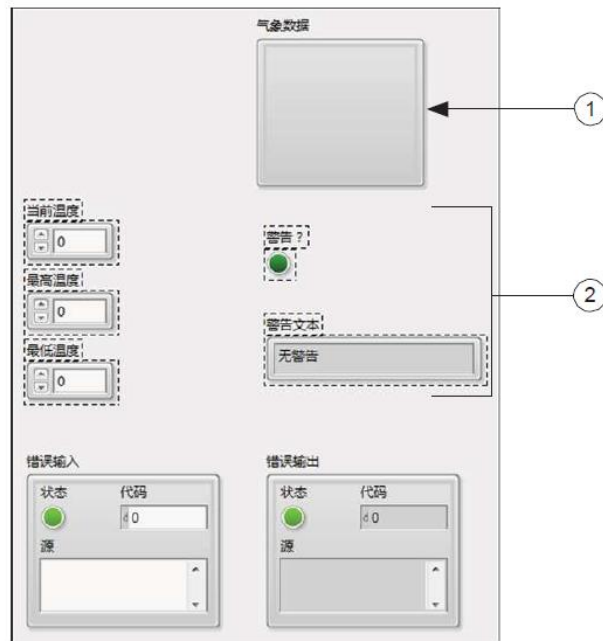 气象数据
1
当前温度
0
警告？
最高温度
0
2
警告文本
无警告
最低温度
0
错误输入
状态 代码
d 0
源
错误输出
状态 代码
d 0
源